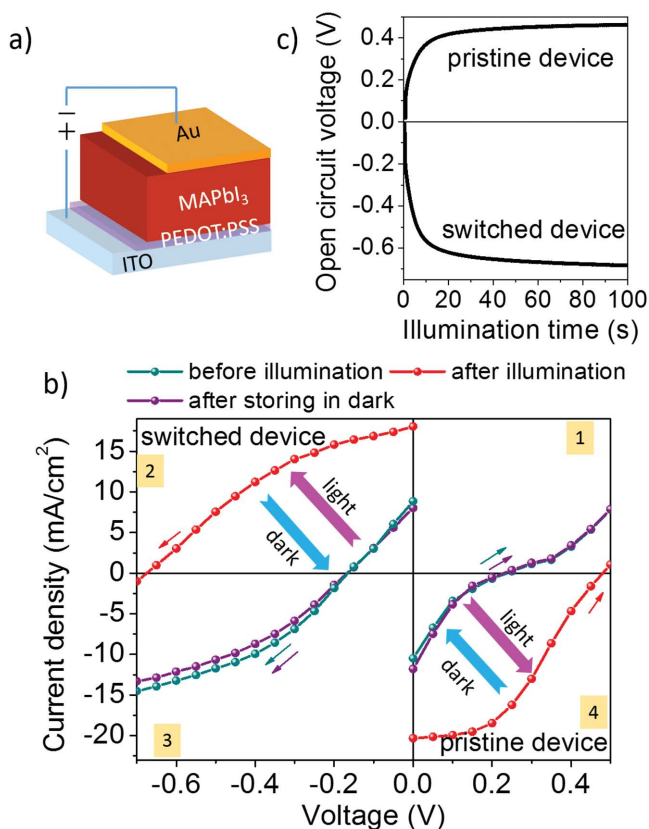 a)
Au
MAPbI₃
PEDOT:PSS
ITO
+ −
c)
Open circuit voltage (V)
0.4
0.2
0.0
-0.2
-0.4
-0.6
pristine device
switched device
0 20 40 60 80 100
Illumination time (s)
b)
before illumination after illumination
after storing in dark
Current density (mA/cm²)
15
10
5
0
-5
-10
-15
-20
switched device
2
1
light
dark
light
dark
3
4
pristine device
-0.6 -0.4 -0.2 0.0 0.2 0.4
Voltage (V)